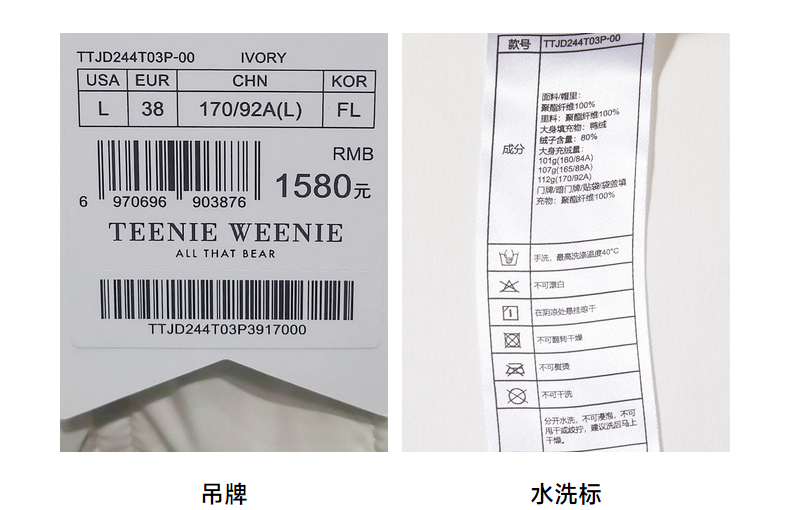 TTJD244T03P-00 IVORY
USA EUR CHN KOR
L 38 170/92A(L) FL
RMB
1580元
6 970696 903876
TEENIE WEENIE
ALL THAT BEAR
TTJD244T03P3917000
吊牌
款号 TTJD244T03P-00
成分
面料/帽里：
聚酯纤维100%
里料：聚酯纤维100%
大身填充物：鸭绒
绒子含量：80%
大身充绒量：
101g(160/84A)
107g(165/88A)
112g(170/92A)
门牌/暗门牌/贴袋/袋盖填
充物：聚酯纤维100%
手洗，最高洗涤温度40°C
不可漂白
在阴凉处悬挂晾干
不可翻转干燥
不可熨烫
不可干洗
分开水洗，不可浸泡，不可
甩干或绞拧，建议洗后马上
干燥。
水洗标